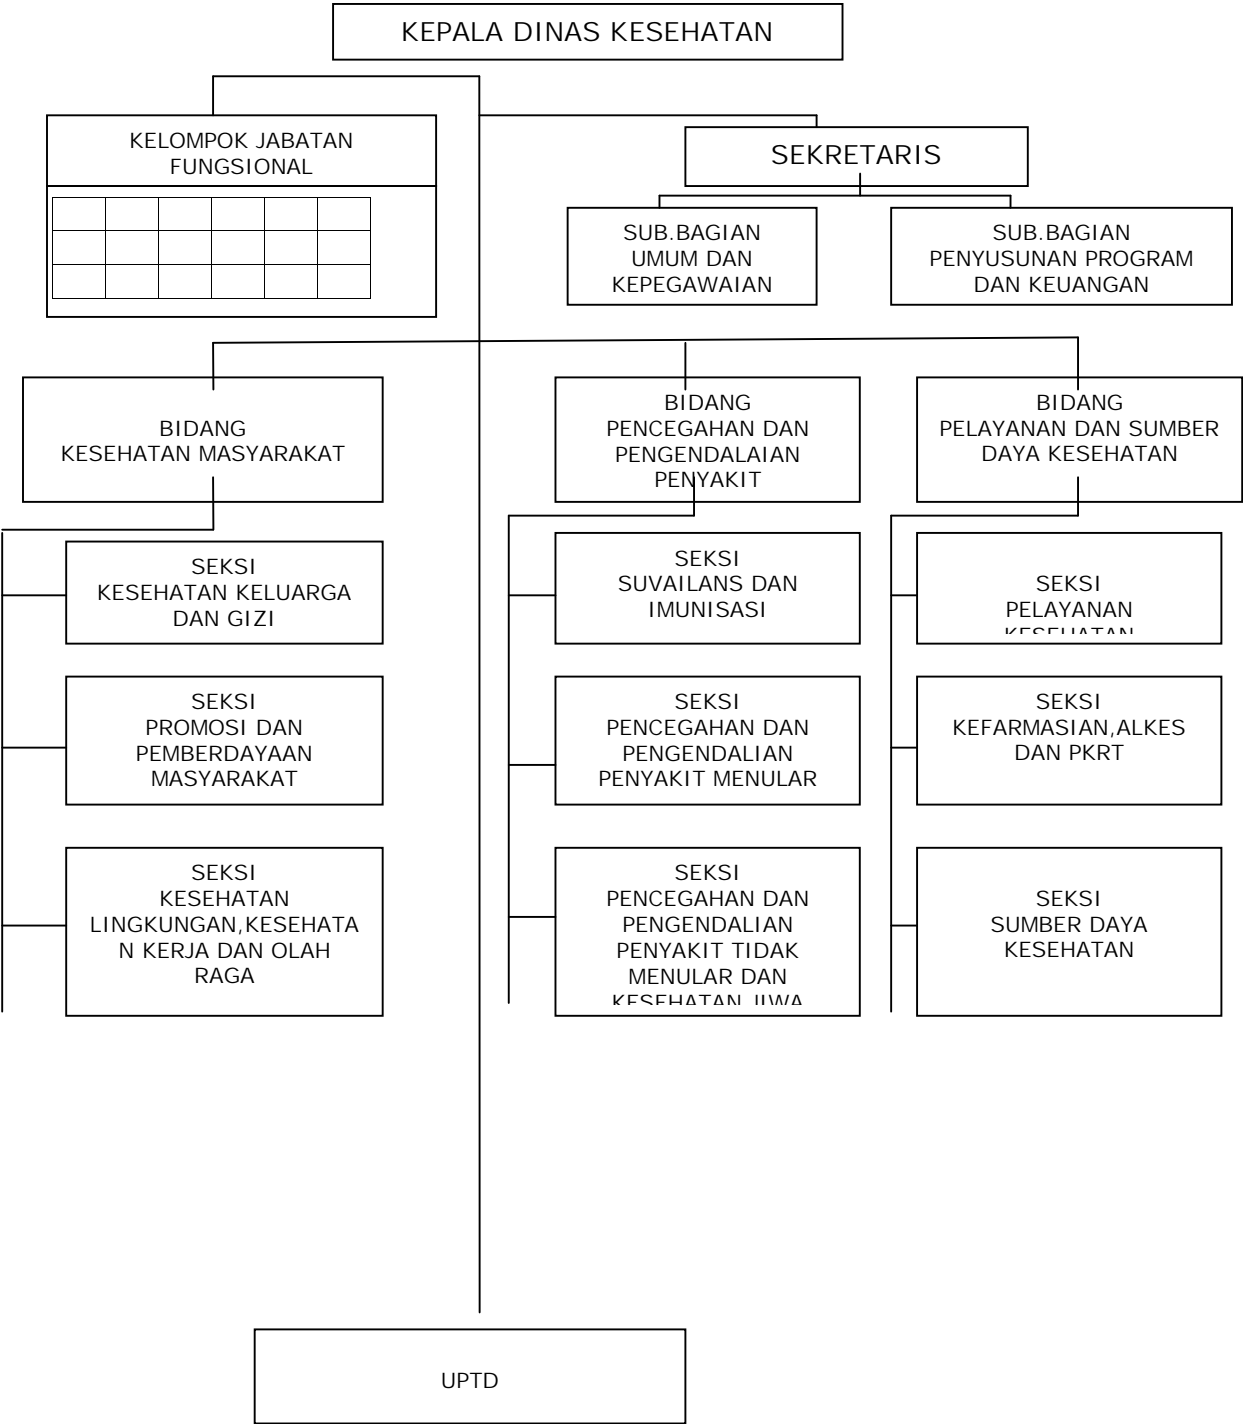 KEPALA DINAS KESEHATAN
KELOMPOK JABATAN
FUNGSIONAL
SEKRETARIS
SUB.BAGIAN
UMUM DAN
KEPEGAWAIAN
SUB.BAGIAN
PENYUSUNAN PROGRAM
DAN KEUANGAN
BIDANG
KESEHATAN MASYARAKAT
BIDANG
PENCEGAHAN DAN
PENGENDALAIAN
PENYAKIT
BIDANG
PELAYANAN DAN SUMBER
DAYA KESEHATAN
SEKSI
KESEHATAN KELUARGA
DAN GIZI
SEKSI
SUVAILANS DAN
IMUNISASI
SEKSI
PELAYANAN
KESEHATAN
SEKSI
PROMOSI DAN
PEMBERDAYAAN
MASYARAKAT
SEKSI
PENCEGAHAN DAN
PENGENDALIAN
PENYAKIT MENULAR
SEKSI
KEFARMASIAN,ALKES
DAN PKRT
SEKSI
KESEHATAN
LINGKUNGAN,KESEHATA
N KERJA DAN OLAH
RAGA
SEKSI
PENCEGAHAN DAN
PENGENDALIAN
PENYAKIT TIDAK
MENULAR DAN
KESEHATAN JIWA
SEKSI
SUMBER DAYA
KESEHATAN
UPTD